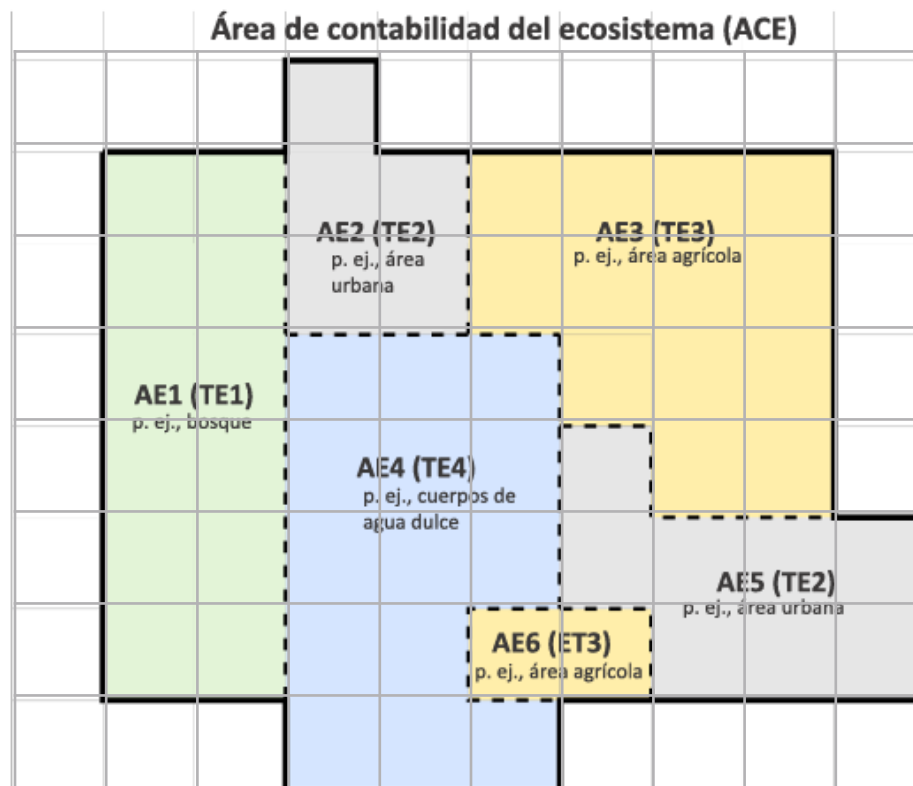 Área de contabilidad del ecosistema (ACE)
AE2 (TE2)
p. ej., área
urbana
AE3 (TE3)
p. ej., área agrícola
AE1 (TE1)
p. ej., bosque
AE4 (TE4)
p. ej., cuerpos de
agua dulce
AE5 (TE2)
p. ej., área urbana
AE6 (ET3)
p. ej., área agrícola